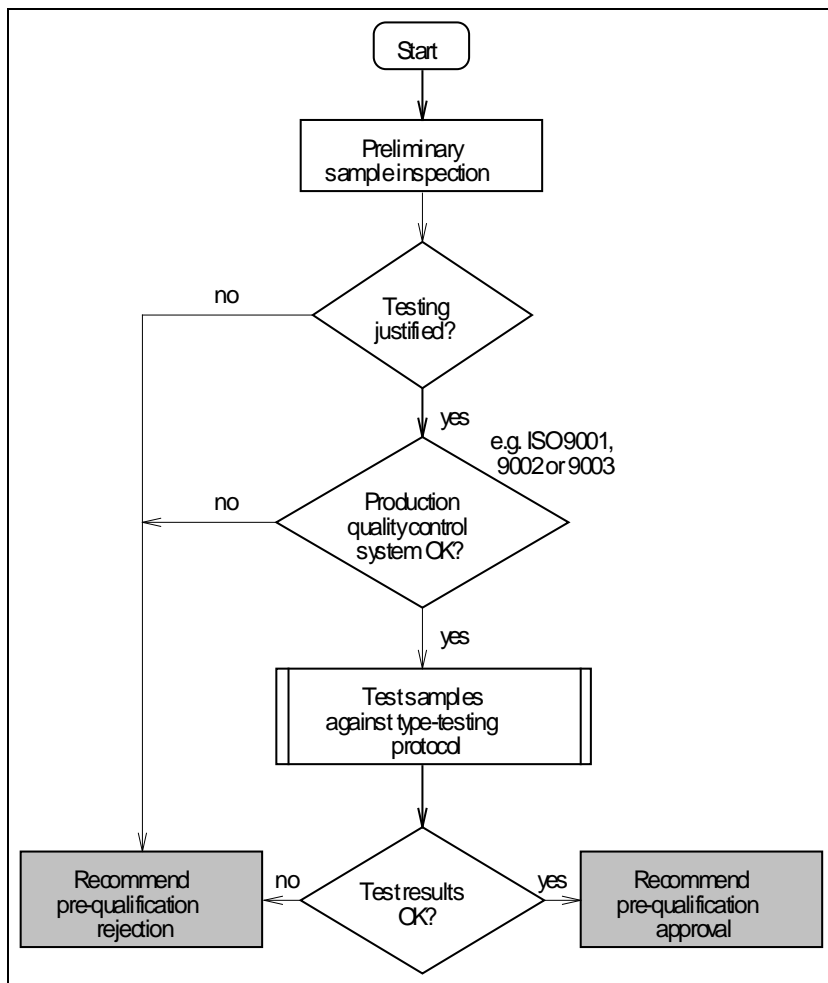 Start
Preliminary
sample inspection
no
Testing
justified?
yes
e.g. ISO 9001,
9002 or 9003
no
Production
quality control
system OK?
yes
Test samples
against type-testing
protocol
Recommend
pre-qualification
rejection
no
Test results
OK?
yes
Recommend
pre-qualification
approval